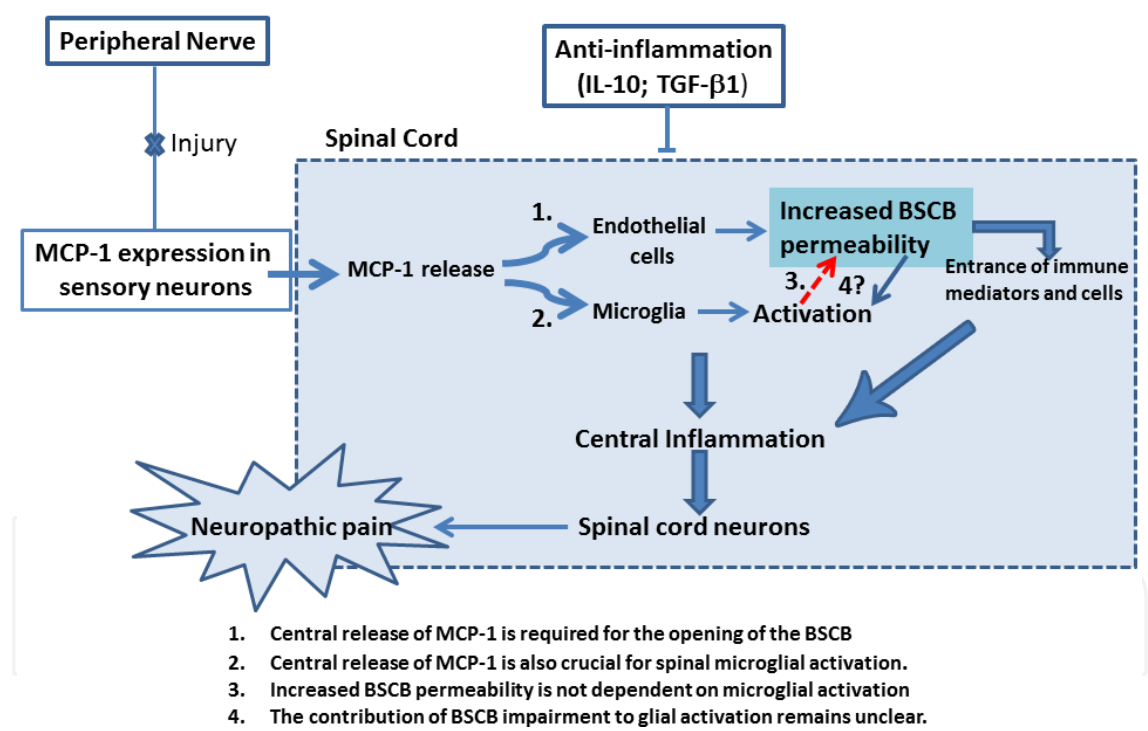 Peripheral Nerve
Anti-inflammation
(IL-10; TGF-β1)
Injury
Spinal Cord
MCP-1 expression in
sensory neurons
MCP-1 release
1.
Endothelial
cells
2.
Microglia
Increased BSCB
permeability
3.
4?
Activation
Entrance of immune
mediators and cells
Central Inflammation
Spinal cord neurons
Neuropathic pain
1. Central release of MCP-1 is required for the opening of the BSCB
2. Central release of MCP-1 is also crucial for spinal microglial activation.
3. Increased BSCB permeability is not dependent on microglial activation
4. The contribution of BSCB impairment to glial activation remains unclear.